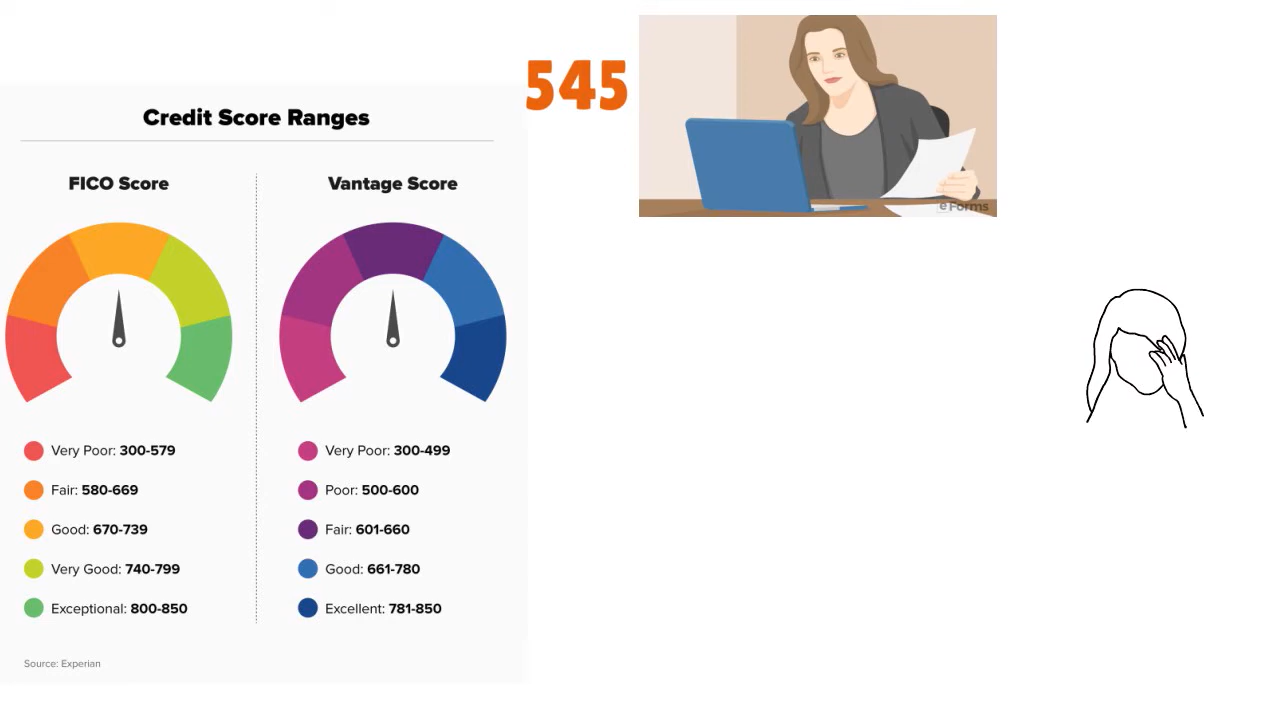 Credit Score Ranges
FICO Score
Very Poor: 300-579
Fair: 580-669
Good: 670-739
Very Good: 740-799
Exceptional: 800-850
Vantage Score
Very Poor: 300-499
Poor: 500-600
Fair: 601-660
Good: 661-780
Excellent: 781-850
Source: Experian
545
eForms